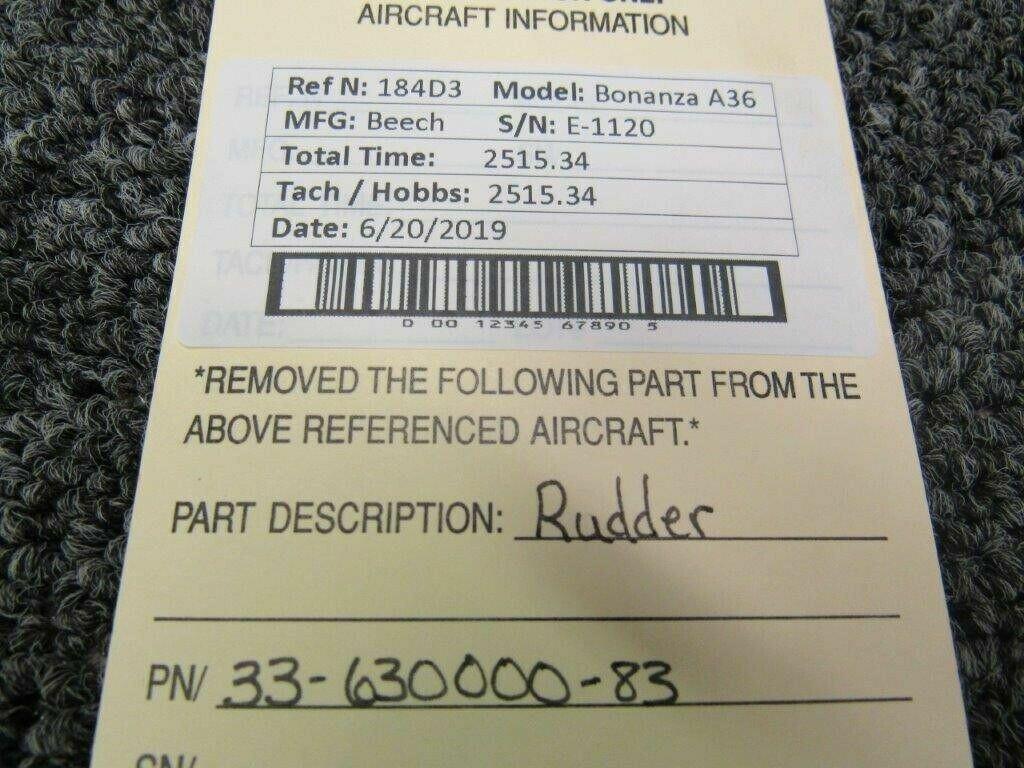 AIRCRAFT INFORMATION
Ref N: 184D3 Model: Bonanza A36
MFG: Beech S/N: E-1120
Total Time: 2515.34
Tach / Hobbs: 2515.34
Date: 6/20/2019
0 00 12345 67890 5
*REMOVED THE FOLLOWING PART FROM THE
ABOVE REFERENCED AIRCRAFT.*
PART DESCRIPTION: Rudder
PN/ 33-630000-83